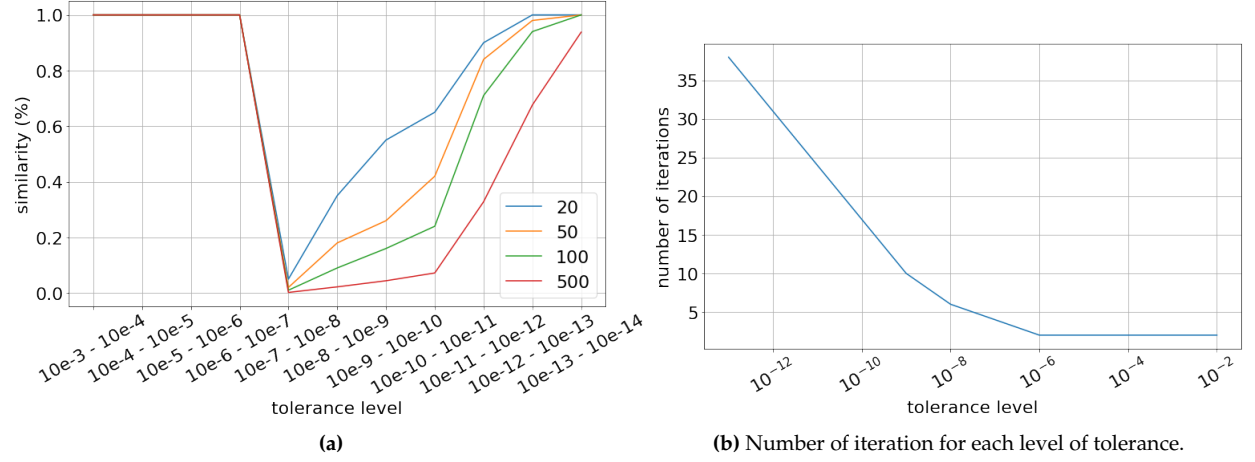 1.0
0.8
0.6
0.4
0.2
0.0
similarity (%)
20
50
100
500
10e-3 - 10e-4
10e-4 - 10e-5
10e-5 - 10e-6
10e-6 - 10e-7
10e-7 - 10e-8
10e-8 - 10e-9
10e-9 - 10e-10
10e-10 - 10e-11
10e-11 - 10e-12
10e-12 - 10e-13
10e-13 - 10e-14
tolerance level
(a)
35
30
25
20
15
10
5
number of iterations
10⁻¹²
10⁻¹⁰
10⁻⁸
10⁻⁶
10⁻⁴
10⁻²
tolerance level
(b) Number of iteration for each level of tolerance.